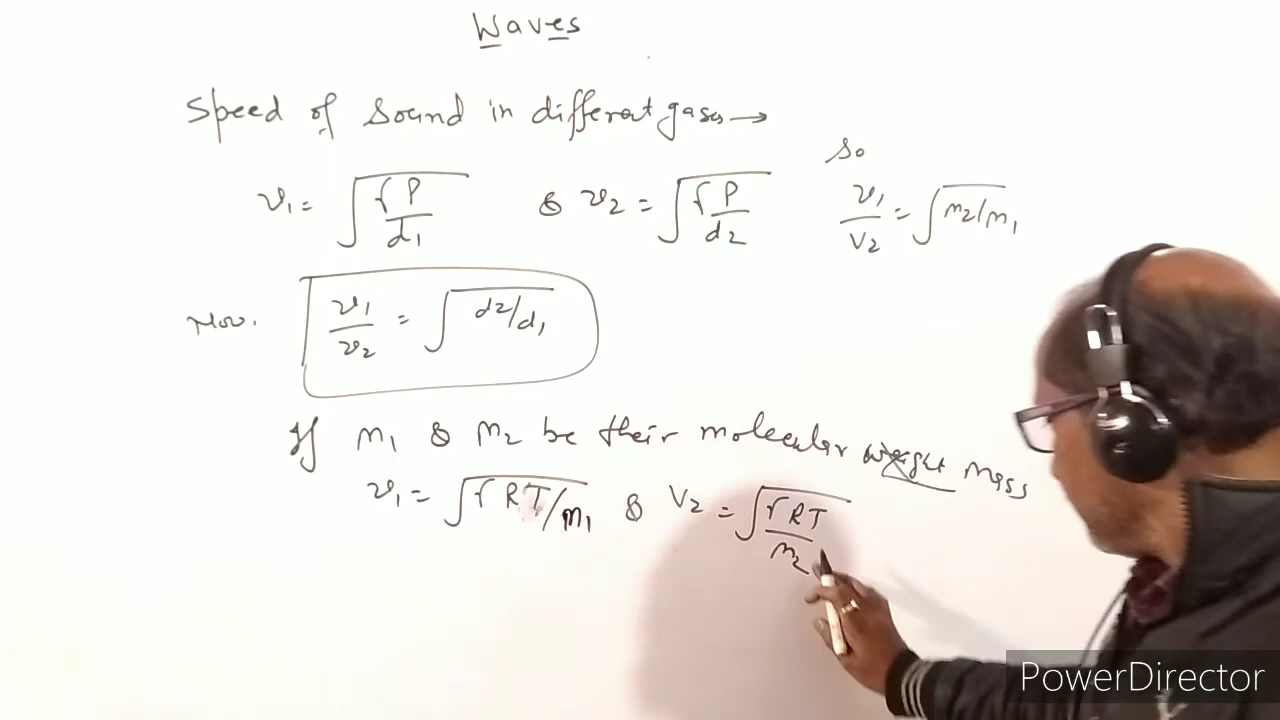 Waves
Speed of Sound in different gases →
v₁ = √(γP/d₁) & v₂ = √(γP/d₂)
so
v₁/v₂ = √(m₂/m₁)
Now. v₁/v₂ = √(d₂/d₁)
If m₁ & m₂ be their molecular weight mass
v₁ = √(γRT/m₁) & v₂ = √(γRT/m₂)
PowerDirector